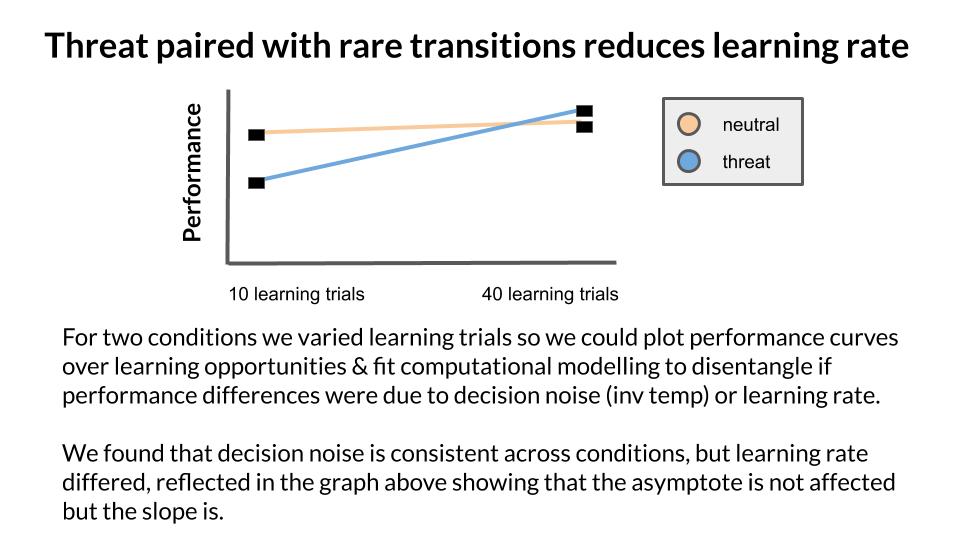 Threat paired with rare transitions reduces learning rate
Performance
neutral
threat
10 learning trials
40 learning trials
For two conditions we varied learning trials so we could plot performance curves
over learning opportunities & fit computational modelling to disentangle if
performance differences were due to decision noise (inv temp) or learning rate.
We found that decision noise is consistent across conditions, but learning rate
differed, reflected in the graph above showing that the asymptote is not affected
but the slope is.